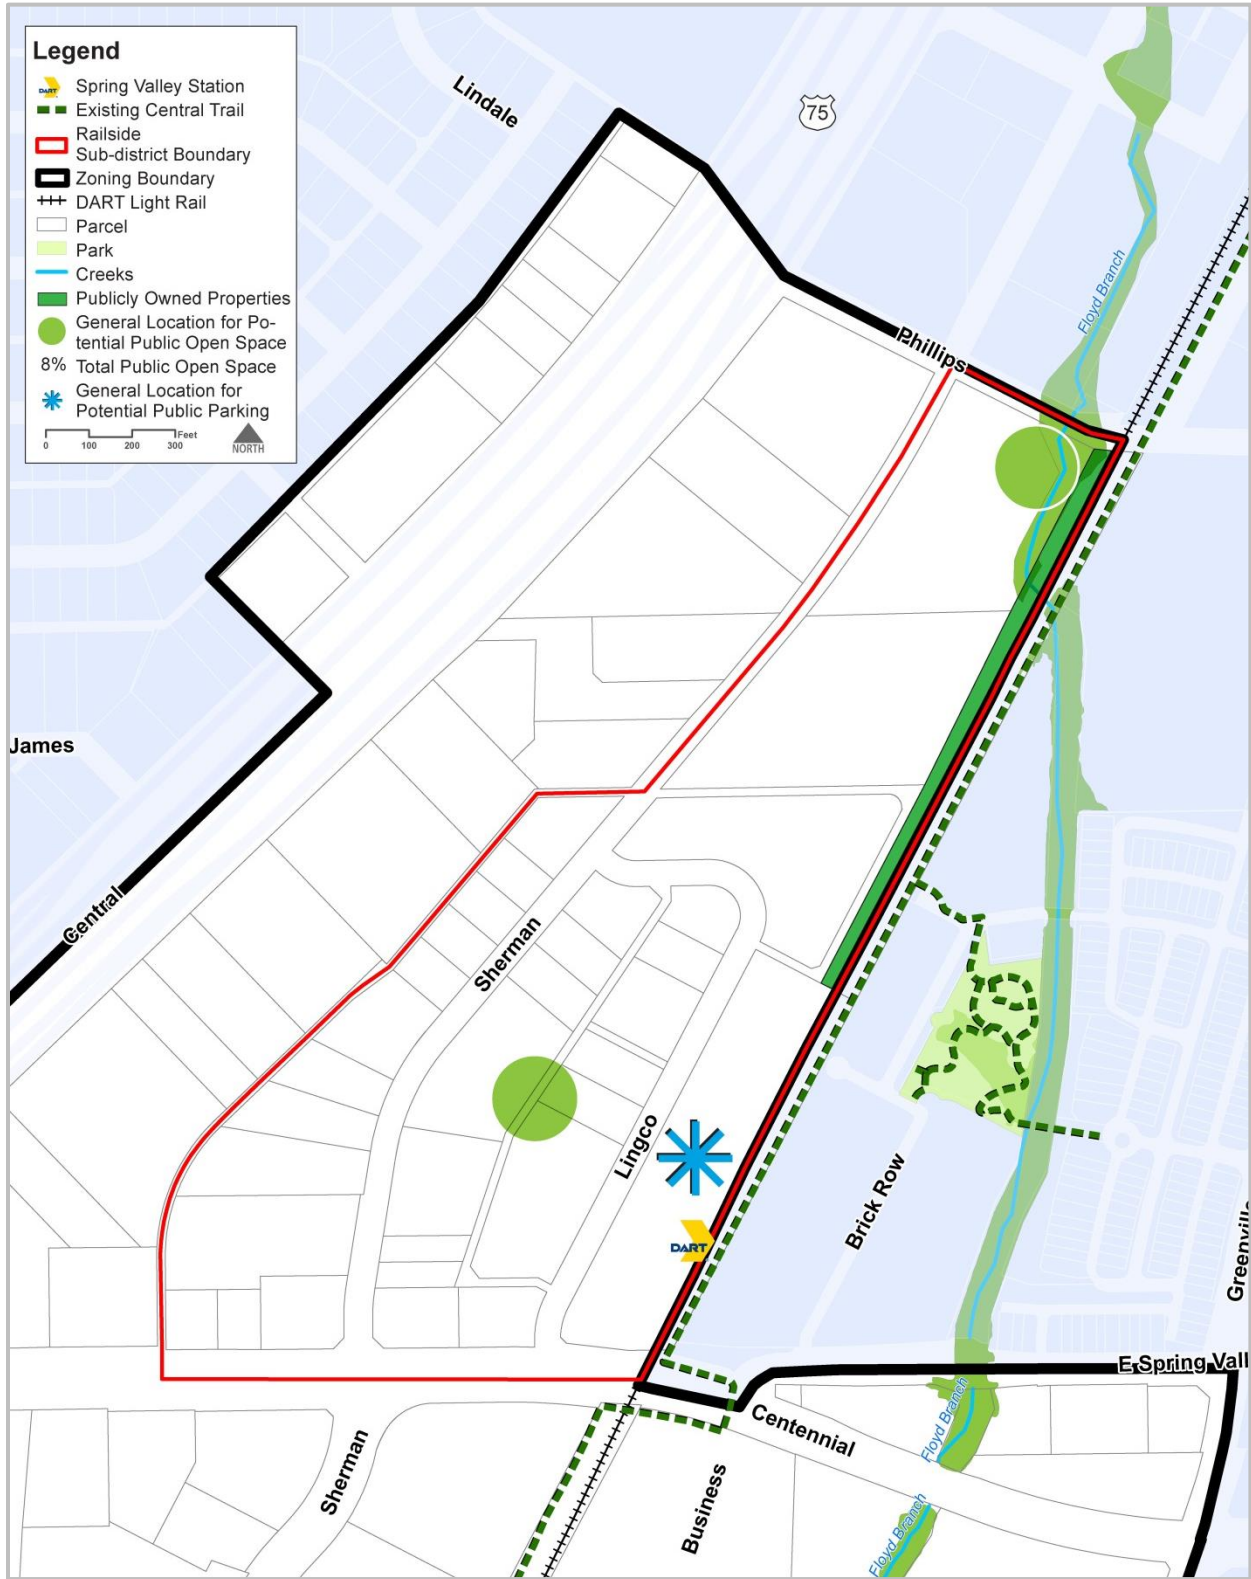 Legend
DART
Spring Valley Station
Existing Central Trail
Railside
Sub-district Boundary
Zoning Boundary
DART Light Rail
Parcel
Park
Creeks
Publicly Owned Properties
General Location for Po-
tential Public Open Space
8% Total Public Open Space
General Location for
Potential Public Parking
Feet
0 100 200 300
NORTH
Lindale
75
Floyd Branch
Phillips
James
Central
Sherman
Lingco
Brick Row
DART
Greenville
E Spring Vall
Centennial
Floyd Branch
Sherman
Business
Floyd Branch